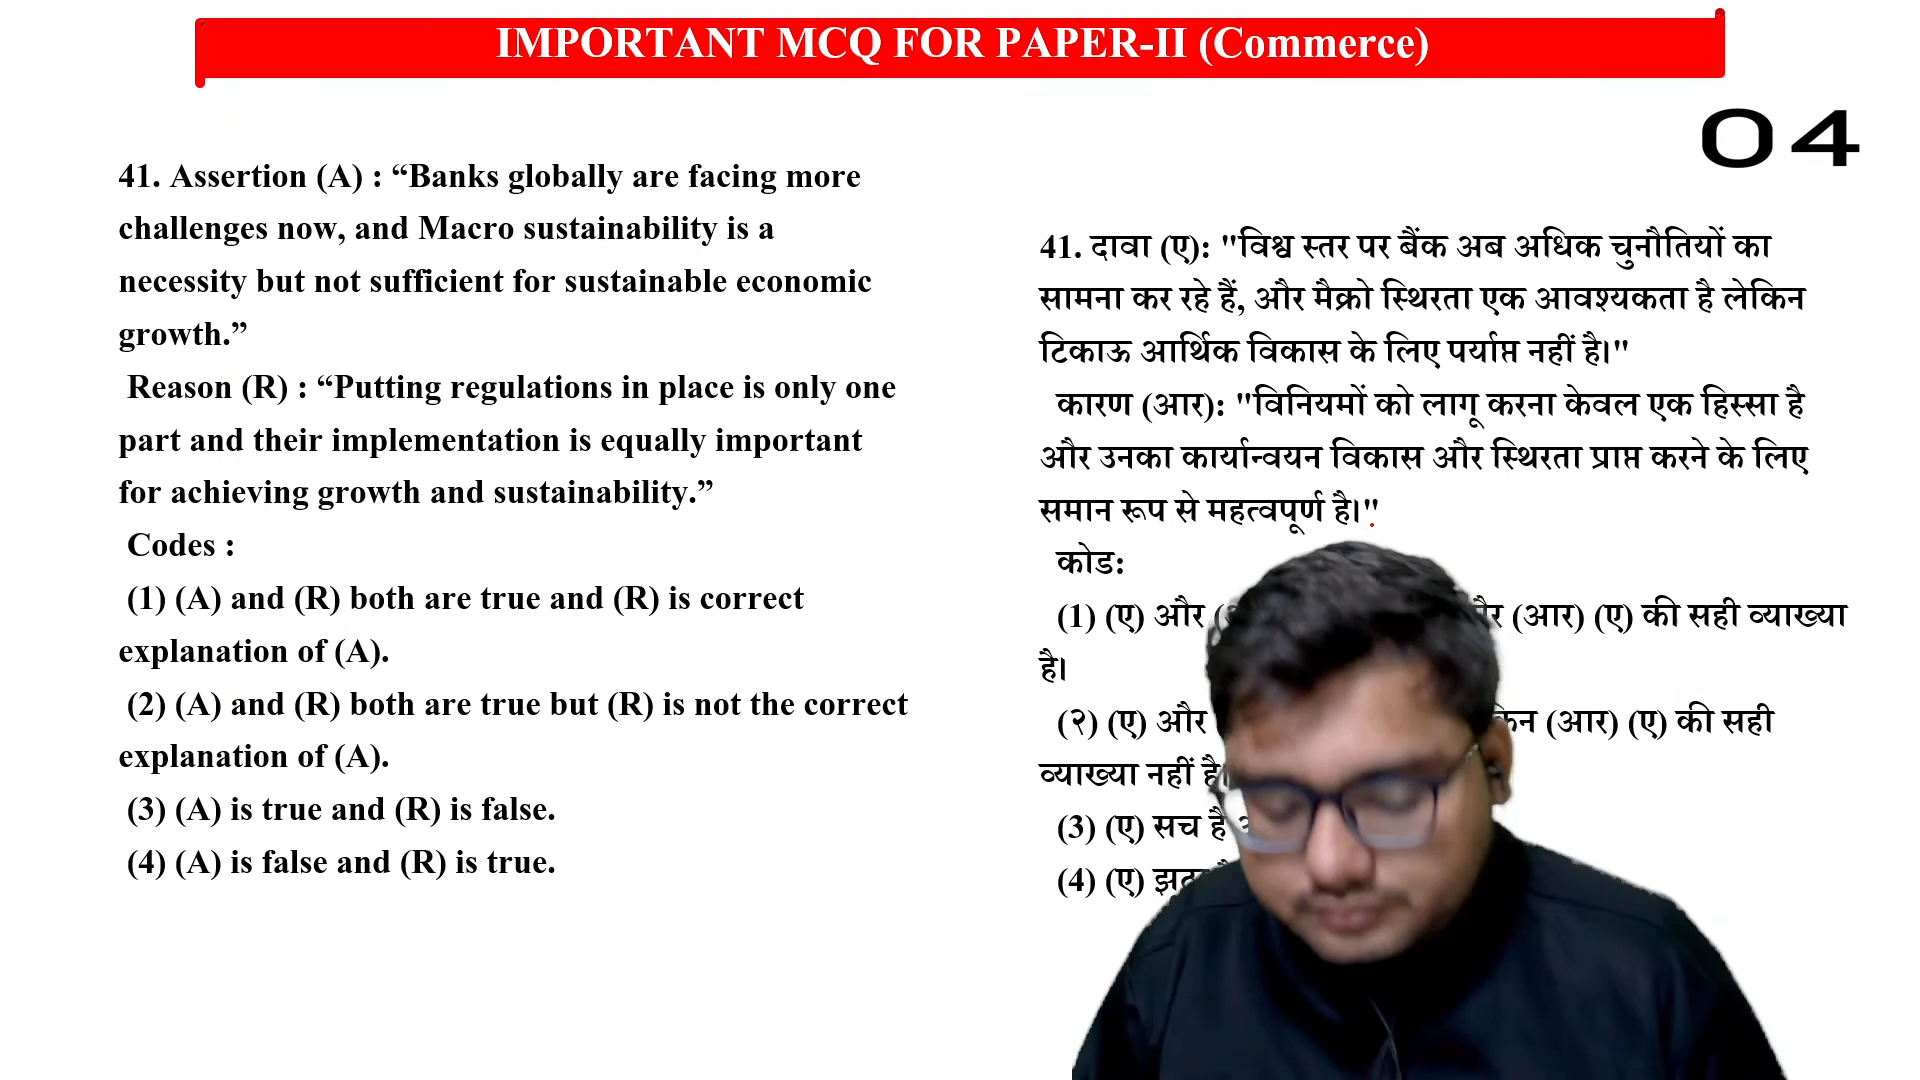 IMPORTANT MCQ FOR PAPER-II (Commerce)
04
41. Assertion (A) : “Banks globally are facing more
challenges now, and Macro sustainability is a
necessity but not sufficient for sustainable economic
growth.”
Reason (R) : “Putting regulations in place is only one
part and their implementation is equally important
for achieving growth and sustainability.”
Codes :
(1) (A) and (R) both are true and (R) is correct
explanation of (A).
(2) (A) and (R) both are true but (R) is not the correct
explanation of (A).
(3) (A) is true and (R) is false.
(4) (A) is false and (R) is true.
41. दावा (ए): "विश्व स्तर पर बैंक अब अधिक चुनौतियों का
सामना कर रहे हैं, और मैक्रो स्थिरता एक आवश्यकता है लेकिन
टिकाऊ आर्थिक विकास के लिए पर्याप्त नहीं है।"
कारण (आर): "विनियमों को लागू करना केवल एक हिस्सा है
और उनका कार्यान्वयन विकास और स्थिरता प्राप्त करने के लिए
समान रूप से महत्वपूर्ण है।"
कोड:
(1) (ए) और (आर) (ए) की सही व्याख्या
है।
(२) (ए) और (आर) (ए) की सही
व्याख्या नहीं है।
(3) (ए) सच है
(4) (ए)